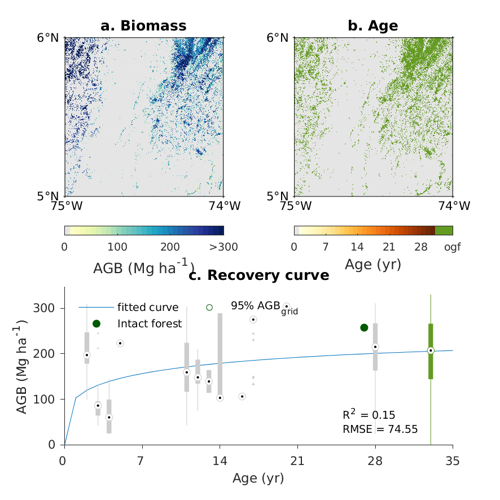 a. Biomass
b. Age
6°N
5°N
75°W
74°W
6°N
5°N
75°W
74°W
0
100
200
>300
AGB (Mg ha⁻¹)
0
7
14
21
28
ogf
Age (yr)
c. Recovery curve
fitted curve
95% AGB grid
Intact forest
R² = 0.15
RMSE = 74.55
AGB (Mg ha⁻¹)
300
200
100
0
0
7
14
21
28
35
Age (yr)